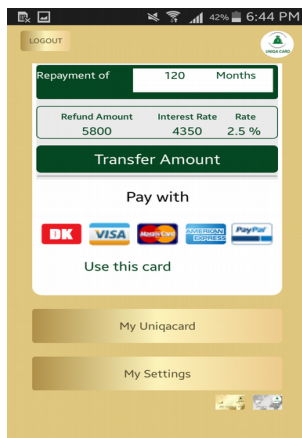 42% 6:44 PM
LOGOUT
UNIQA CARD
Repayment of 120 Months
Refund Amount Interest Rate Rate
5800 4350 2.5 %
Transfer Amount
Pay with
DK VISA MasterCard AMERICAN EXPRESS PayPal
Use this card
My Uniqacard
My Settings